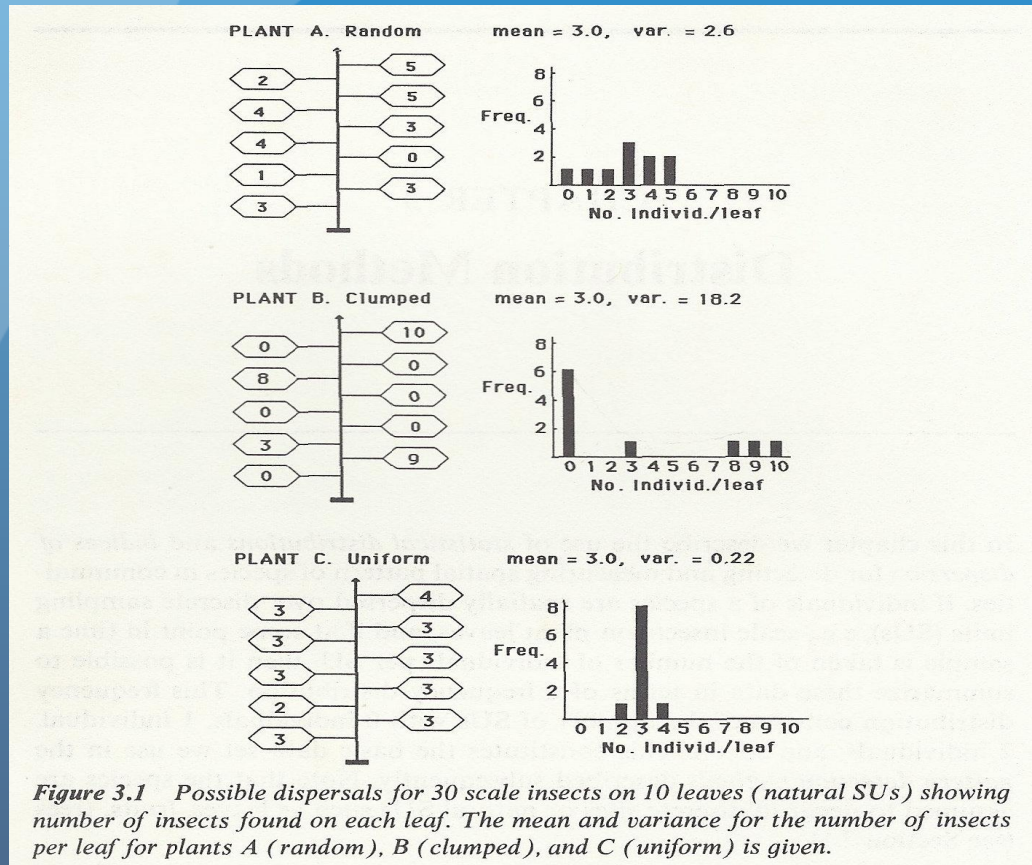 PLANT A. Random
2
4
4
1
3
5
5
3
0
3
mean = 3.0, var. = 2.6
Freq.
8
6
4
2
0 1 2 3 4 5 6 7 8 9 10
No. Individ./leaf
PLANT B. Clumped
0
8
0
3
0
10
0
0
0
9
mean = 3.0, var. = 18.2
Freq.
8
6
4
2
0 1 2 3 4 5 6 7 8 9 10
No. Individ./leaf
PLANT C. Uniform
3
3
3
2
3
4
3
3
3
3
mean = 3.0, var. = 0.22
Freq.
8
6
4
2
0 1 2 3 4 5 6 7 8 9 10
No. Individ./leaf
Figure 3.1 Possible dispersals for 30 scale insects on 10 leaves (natural SUs) showing
number of insects found on each leaf. The mean and variance for the number of insects
per leaf for plants A (random), B (clumped), and C (uniform) is given.